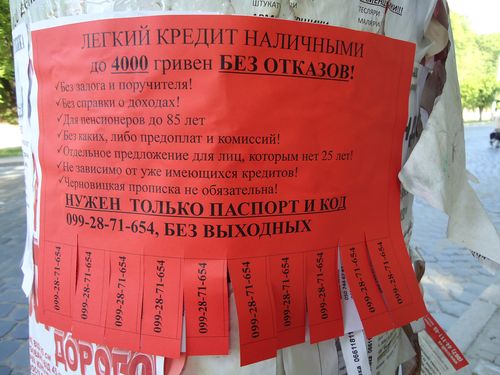 ЛЕГКИЙ КРЕДИТ НАЛИЧНЫМИ
до 4000 гривен БЕЗ ОТКАЗОВ!
✓Без залога и поручителя!
✓Без справки о доходах!
✓Для пенсионеров до 85 лет
✓Без каких, либо предоплат и комиссий!
✓Отдельное предложение для лиц, которым нет 25 лет!
✓Не зависимо от уже имеющихся кредитов!
✓Черновицкая прописка не обязательна!
НУЖЕН ТОЛЬКО ПАСПОРТ И КОД
099-28-71-654, БЕЗ ВЫХОДНЫХ
099-28-71-654
099-28-71-654
099-28-71-654
099-28-71-654
099-28-71-654
099-28-71-654
099-28-71-654
099-28-71-654
099-28-71-654
099-28-71-654
ДОРОГО
ТЕСЛЯРИ
МАЛЯРИ